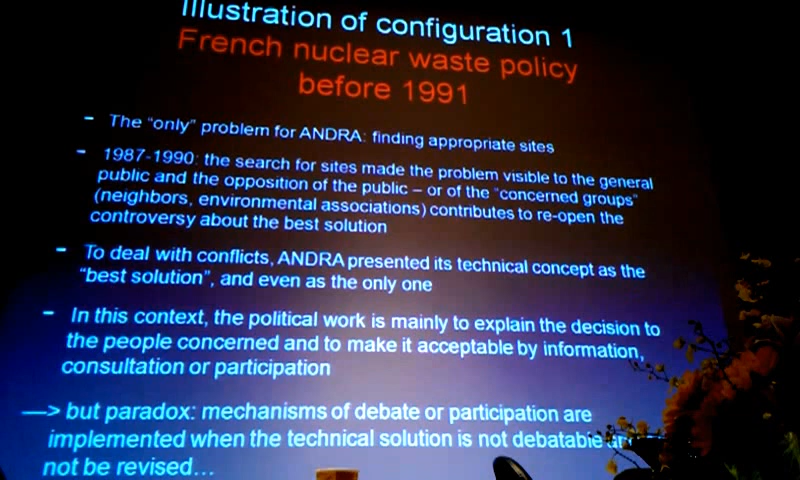 Illustration of configuration 1
French nuclear waste policy
before 1991
- The "only" problem for ANDRA: finding appropriate sites
- 1987-1990: the search for sites made the problem visible to the general
public and the opposition of the public – or of the "concerned groups"
(neighbors, environmental associations) contributes to re-open the
controversy about the best solution
- To deal with conflicts, ANDRA presented its technical concept as the
"best solution", and even as the only one
- In this context, the political work is mainly to explain the decision to
the people concerned and to make it acceptable by information,
consultation or participation
—> but paradox: mechanisms of debate or participation are
implemented when the technical solution is not debatable
not be revised...